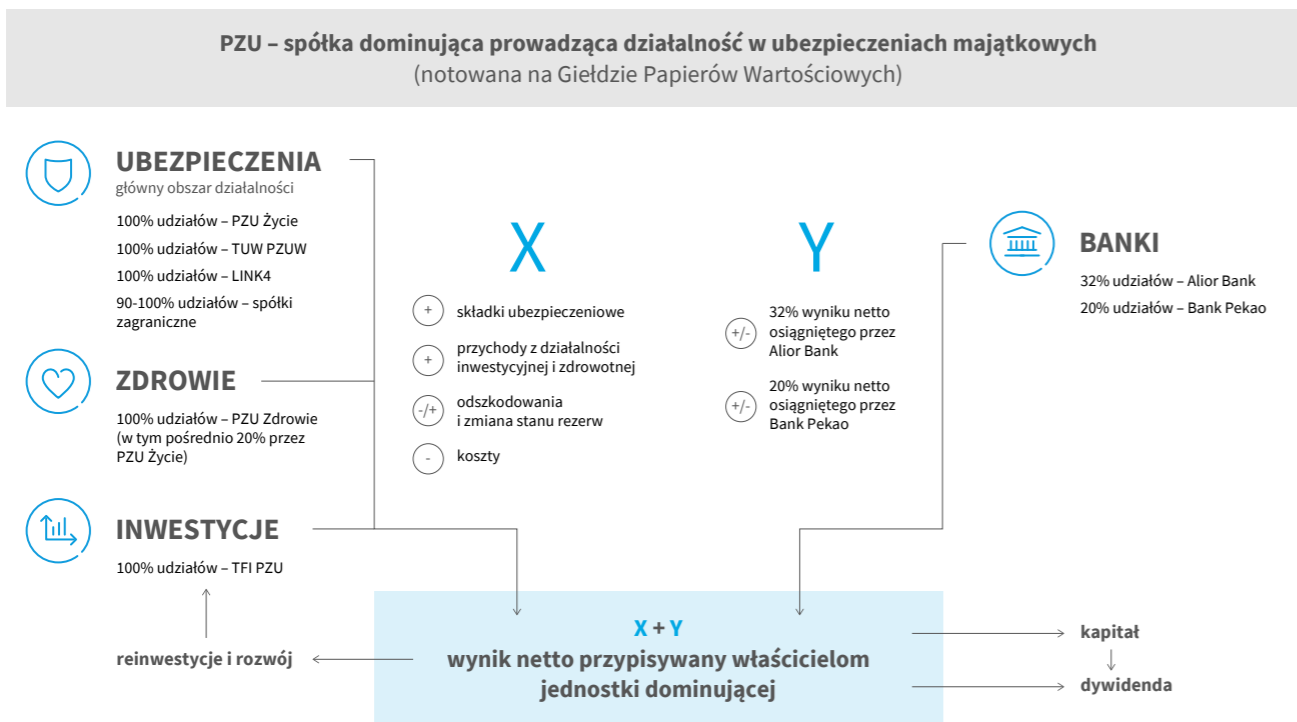 PZU – spółka dominująca prowadząca działalność w ubezpieczeniach majątkowych
(notowana na Giełdzie Papierów Wartościowych)
UBEZPIECZENIA
główny obszar działalności
100% udziałów – PZU Życie
100% udziałów – TUW PZUW
100% udziałów – LINK4
90-100% udziałów – spółki
zagraniczne
ZDROWIE
100% udziałów – PZU Zdrowie
(w tym pośrednio 20% przez
PZU Życie)
INWESTYCJE
100% udziałów – TFI PZU
X
+ składki ubezpieczeniowe
+ przychody z działalności
inwestycyjnej i zdrowotnej
-/+ odszkodowania
i zmiana stanu rezerw
- koszty
Y
+/- 32% wyniku netto
osiągniętego przez
Alior Bank
+/- 20% wyniku netto
osiągniętego przez
Bank Pekao
BANKI
32% udziałów – Alior Bank
20% udziałów – Bank Pekao
X + Y
wynik netto przypisywany właścicielom
jednostki dominującej
reinwestycje i rozwój
kapitał
dywidenda